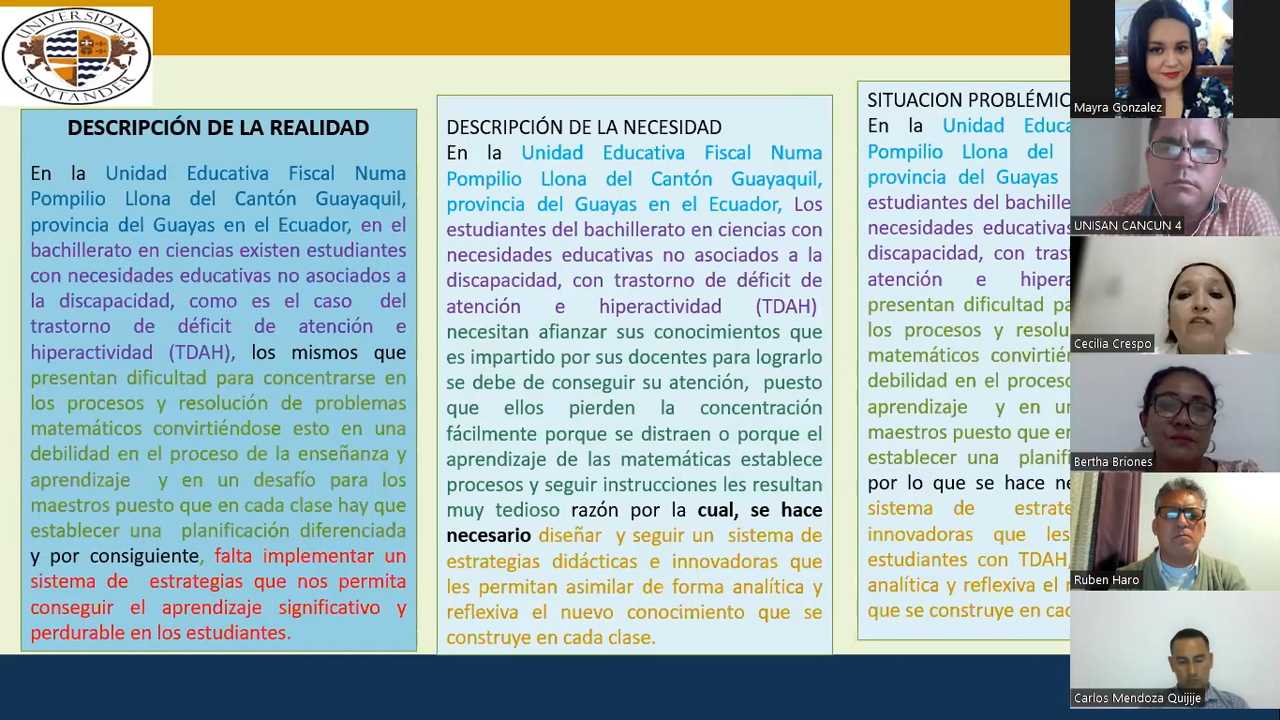 UNIVERSIDAD
SANTANDER
DESCRIPCIÓN DE LA REALIDAD
En la Unidad Educativa Fiscal Numa
Pompilio Llona del Cantón Guayaquil,
provincia del Guayas en el Ecuador, en el
bachillerato en ciencias existen estudiantes
con necesidades educativas no asociados a
la discapacidad, como es el caso del
trastorno de déficit de atención e
hiperactividad (TDAH), los mismos que
presentan dificultad para concentrarse en
los procesos y resolución de problemas
matemáticos convirtiéndose esto en una
debilidad en el proceso de la enseñanza y
aprendizaje y en un desafío para los
maestros puesto que en cada clase hay que
establecer una planificación diferenciada
y por consiguiente, falta implementar un
sistema de estrategias que nos permita
conseguir el aprendizaje significativo y
perdurable en los estudiantes.
DESCRIPCIÓN DE LA NECESIDAD
En la Unidad Educativa Fiscal Numa
Pompilio Llona del Cantón Guayaquil,
provincia del Guayas en el Ecuador, Los
estudiantes del bachillerato en ciencias con
necesidades educativas no asociados a la
discapacidad, con trastorno de déficit de
atención e hiperactividad (TDAH)
necesitan afianzar sus conocimientos que
es impartido por sus docentes para lograrlo
se debe de conseguir su atención, puesto
que ellos pierden la concentración
fácilmente porque se distraen o porque el
aprendizaje de las matemáticas establece
procesos y seguir instrucciones les resultan
muy tedioso razón por la cual, se hace
necesario diseñar y seguir un sistema de
estrategias didácticas e innovadoras que
les permitan asimilar de forma analítica y
reflexiva el nuevo conocimiento que se
construye en cada clase.
SITUACION PROBLÉMIC
En la Unidad Educa
Pompilio Llona del
provincia del Guayas
estudiantes del bachille
necesidades educativas
discapacidad, con tras
atención e hipera
presentan dificultad pa
los procesos y resolu
matemáticos convirtién
debilidad en el proceso
aprendizaje y en un
maestros puesto que en
establecer una planifi
por lo que se hace ne
sistema de estrate
innovadoras que les
estudiantes con TDAH,
analítica y reflexiva el n
que se construye en cad
Mayra Gonzalez
UNISAN CANCUN 4
Cecilia Crespo
Bertha Briones
Ruben Haro
Carlos Mendoza Quijije